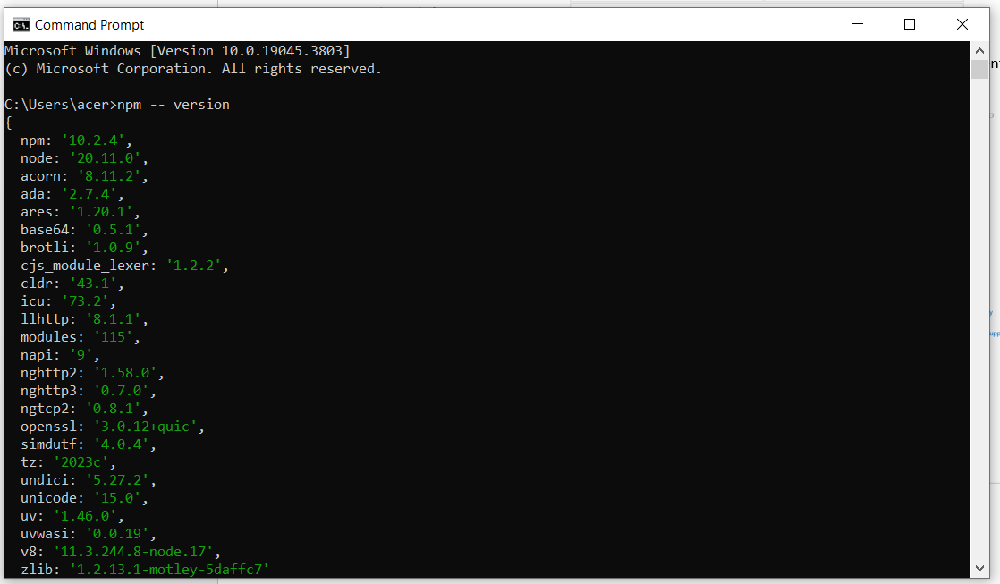 Command Prompt
Microsoft Windows [Version 10.0.19045.3803]
(c) Microsoft Corporation. All rights reserved.
C:\Users\acer>npm -- version
{
npm: '10.2.4',
node: '20.11.0',
acorn: '8.11.2',
ada: '2.7.4',
ares: '1.20.1',
base64: '0.5.1',
brotli: '1.0.9',
cjs_module_lexer: '1.2.2',
cldr: '43.1',
icu: '73.2',
llhttp: '8.1.1',
modules: '115',
napi: '9',
nghttp2: '1.58.0',
nghttp3: '0.7.0',
ngtcp2: '0.8.1',
openssl: '3.0.12+quic',
simdutf: '4.0.4',
tz: '2023c',
undici: '5.27.2',
unicode: '15.0',
uv: '1.46.0',
uvwasi: '0.0.19',
v8: '11.3.244.8-node.17',
zlib: '1.2.13.1-motley-5daffc7'